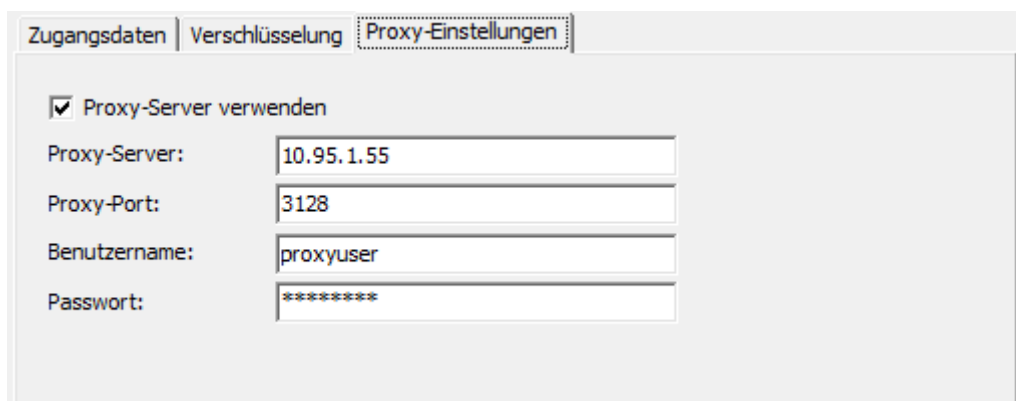 Zugangsdaten Verschlüsselung Proxy-Einstellungen
Proxy-Server verwenden
Proxy-Server: 10.95.1.55
Proxy-Port: 3128
Benutzername: proxyuser
Passwort: ********